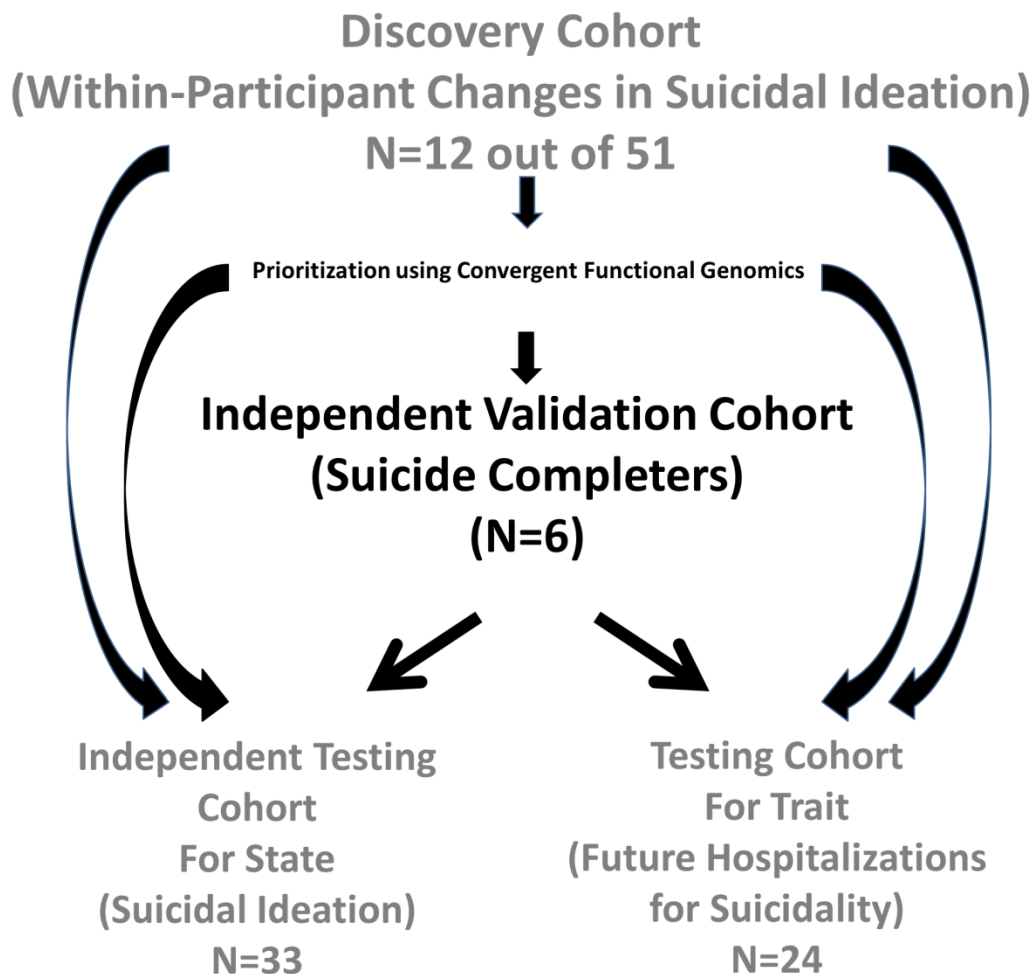 Discovery Cohort
(Within-Participant Changes in Suicidal Ideation)
N=12 out of 51
Prioritization using Convergent Functional Genomics
Independent Validation Cohort
(Suicide Completers)
(N=6)
Independent Testing
Cohort
For State
(Suicidal Ideation)
N=33
Testing Cohort
For Trait
(Future Hospitalizations
for Suicidality)
N=24